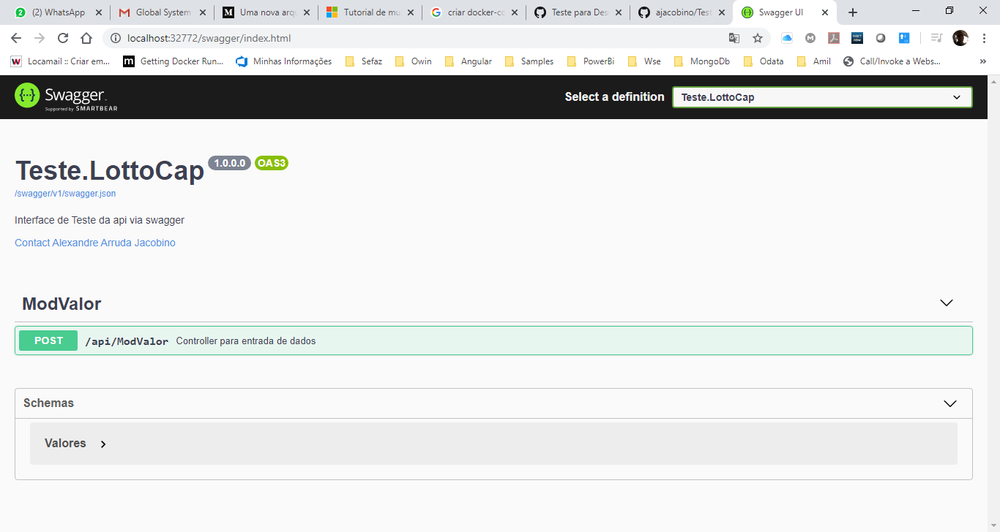 2 (2) WhatsApp
Global System
Uma nova arqu
Tutorial de mu
criar docker-co
Teste para Des
ajacobino/Test
Swagger UI
localhost:32772/swagger/index.html
Locamail :: Criar em...
Getting Docker Run...
Minhas Informações
Sefaz
Owin
Angular
Samples
PowerBi
Wse
MongoDb
Odata
Amil
Call/Invoke a Webs...
»
Swagger
Supported by SMARTBEAR
Select a definition
Teste.LottoCap
Teste.LottoCap 1.0.0.0 OAS3
/swagger/v1/swagger.json
Interface de Teste da api via swagger
Contact Alexandre Arruda Jacobino
ModValor
POST /api/ModValor Controller para entrada de dados
Schemas
Valores